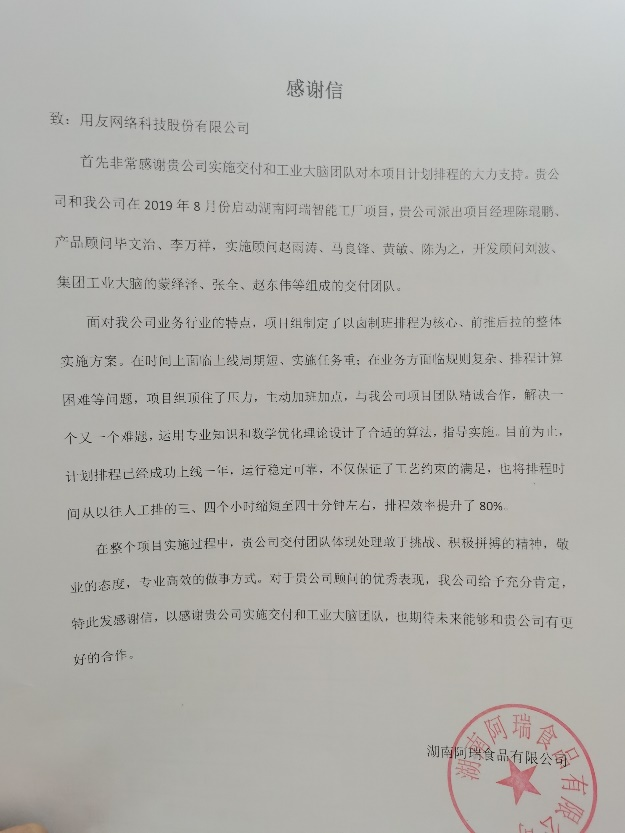 感谢信
致：用友网络科技股份有限公司
首先非常感谢贵公司实施交付和工业大脑团队对本项目计划排程的大力支持。贵公
司和我公司在 2019 年 8 月份启动湖南阿瑞智能工厂项目，贵公司派出项目经理陈琨鹏、
产品顾问毕文治、李万祥，实施顾问赵雨涛、马良锋、黄敏、陈为之，开发顾问刘波、
集团工业大脑的蒙绎泽、张全、赵东伟等组成的交付团队。
面对我公司业务行业的特点，项目组制定了以卤制班排程为核心、前推后拉的整体
实施方案。在时间上面临上线周期短、实施任务重；在业务方面临规则复杂、排程计算
困难等问题，项目组顶住了压力，主动加班加点，与我公司项目团队精诚合作，解决一
个又一个难题，运用专业知识和数学优化理论设计了合适的算法，指导实施。目前为止，
计划排程已经成功上线一年，运行稳定可靠，不仅保证了工艺约束的满足，也将排程时
间从以往人工排的三、四个小时缩短至四十分钟左右，排程效率提升了 80%。
在整个项目实施过程中，贵公司交付团队体现处理敢于挑战、积极拼搏的精神，敬
业的态度，专业高效的做事方式。对于贵公司顾问的优秀表现，我公司给予充分肯定，
特此发感谢信，以感谢贵公司实施交付和工业大脑团队，也期待未来能够和贵公司有更
好的合作。
湖南阿瑞食品有限公司
湖南阿瑞食品有限公司